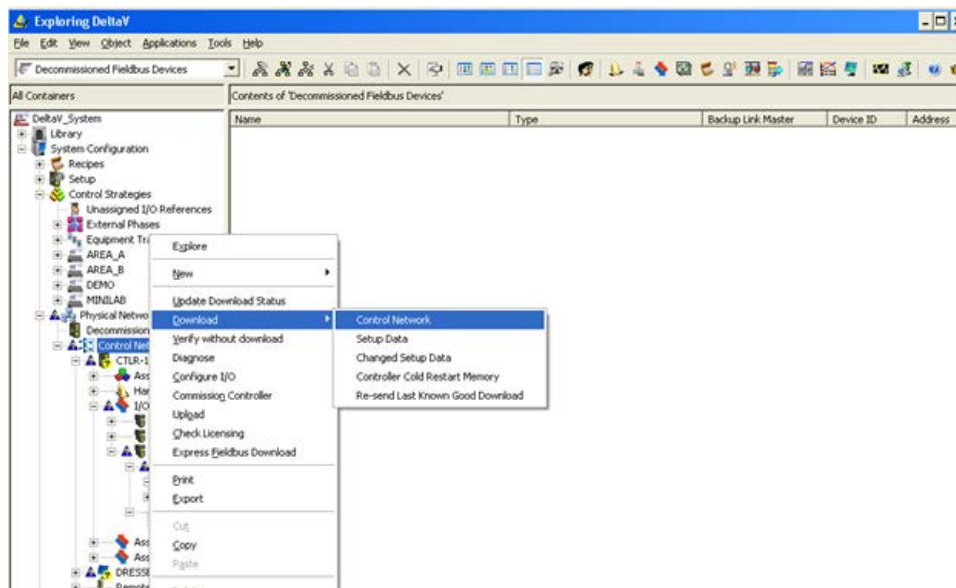 Exploring DeltaV
File Edit View Object Applications Tools Help
Decommissioned Fieldbus Devices
All Containers
Contents of 'Decommissioned Fieldbus Devices'
Name Type Backup Link Master Device ID Address
DeltaV_System
Library
System Configuration
Recipes
Setup
Control Strategies
Unassigned I/O References
External Phases
Equipment Tra
AREA_A
AREA_B
DEMO
MINILAB
Physical Netwo
Decommission
Control Net
CTLR-1
Ass
Har
I/O
Ass
Ass
DRESSE
Remote
Explore
New
Update Download Status
Download
Verify without download
Diagnose
Configure I/O
Commission Controller
Upload
Check Licensing
Express Fieldbus Download
Print
Export
Cut
Copy
Paste
Control Network
Setup Data
Changed Setup Data
Controller Cold Restart Memory
Re-send Last Known Good Download